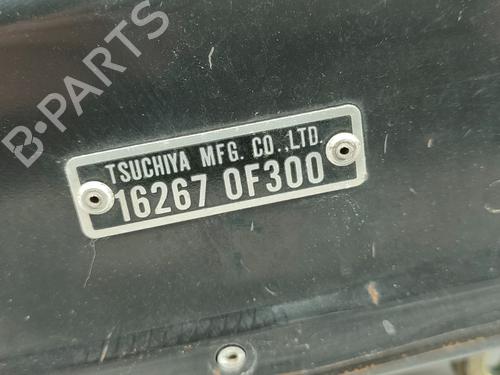 B-PARTS
TSUCHIYA MFG. CO.,LTD.
16267 0F300